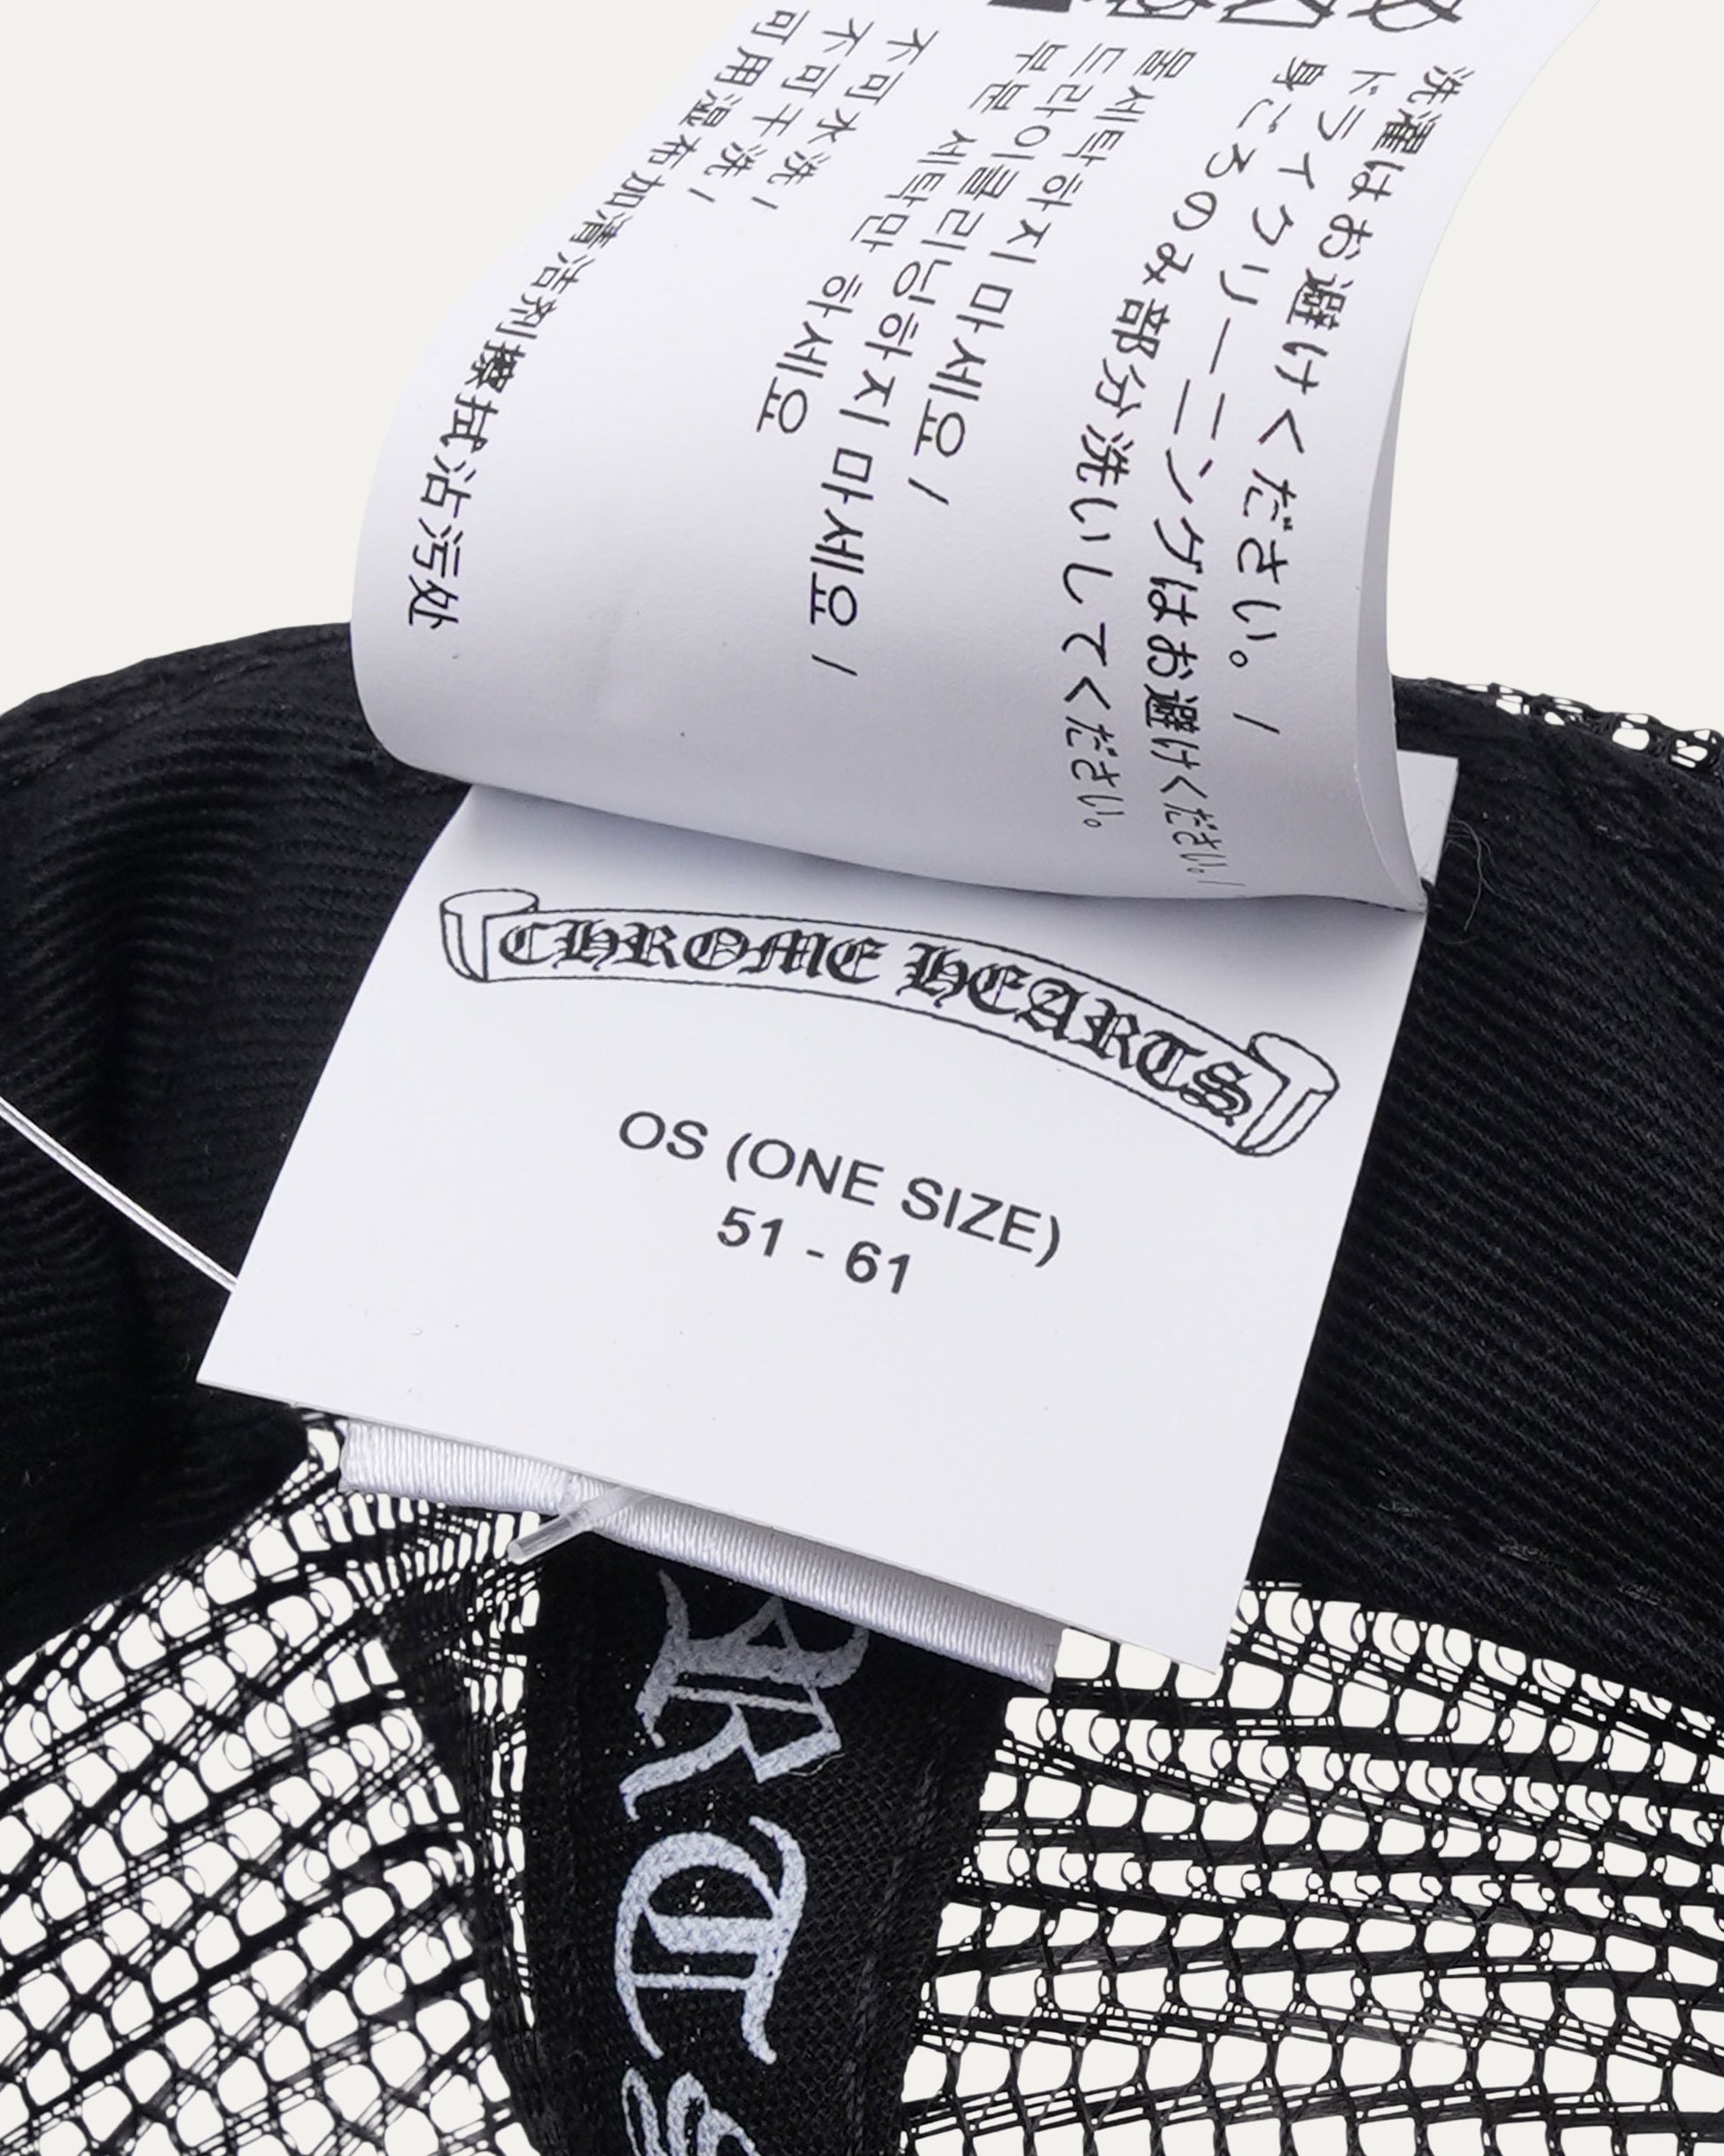 洗濯はお避けください。/
ドライクリーニングはお避けください。/
身ごろのみ部分洗いしてください。
물세탁하지 마세요 /
드라이클리닝하지 마세요 /
부분 세탁만 하세요
不可水洗 /
不可干洗 /
可用湿布加清洁剂擦拭沾污处
CHROME HEARTS
OS (ONE SIZE)
51 - 61
RTS